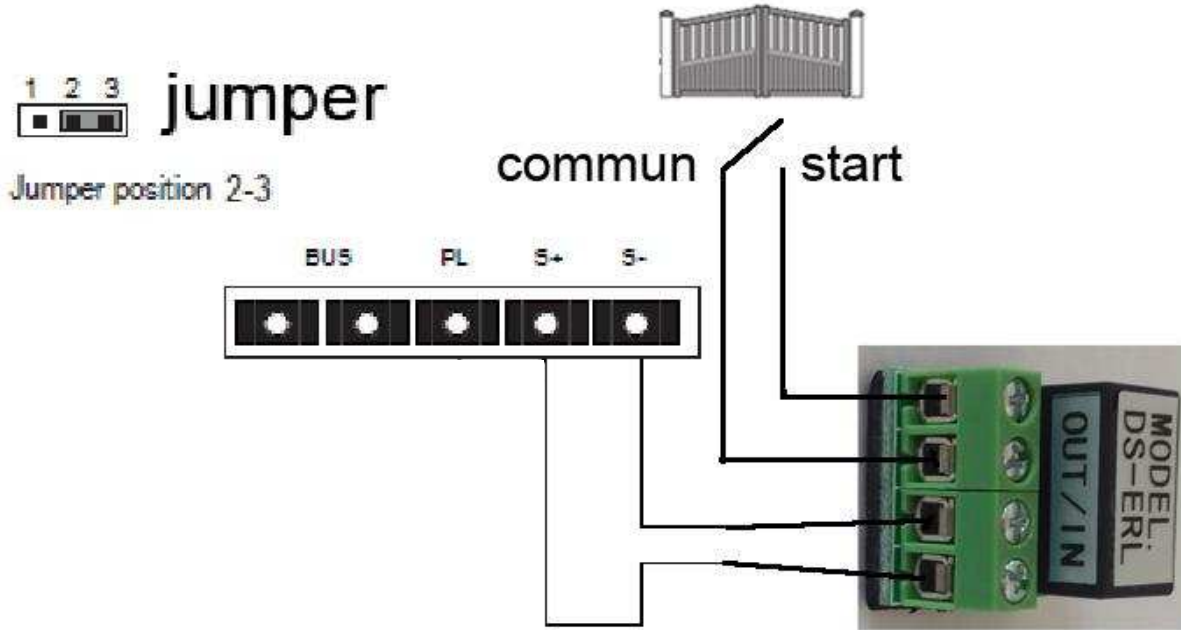 1 2 3
jumper
Jumper position 2-3
commun
start
BUS PL S+ S-
MODEL:
DS-ERL
OUT/IN